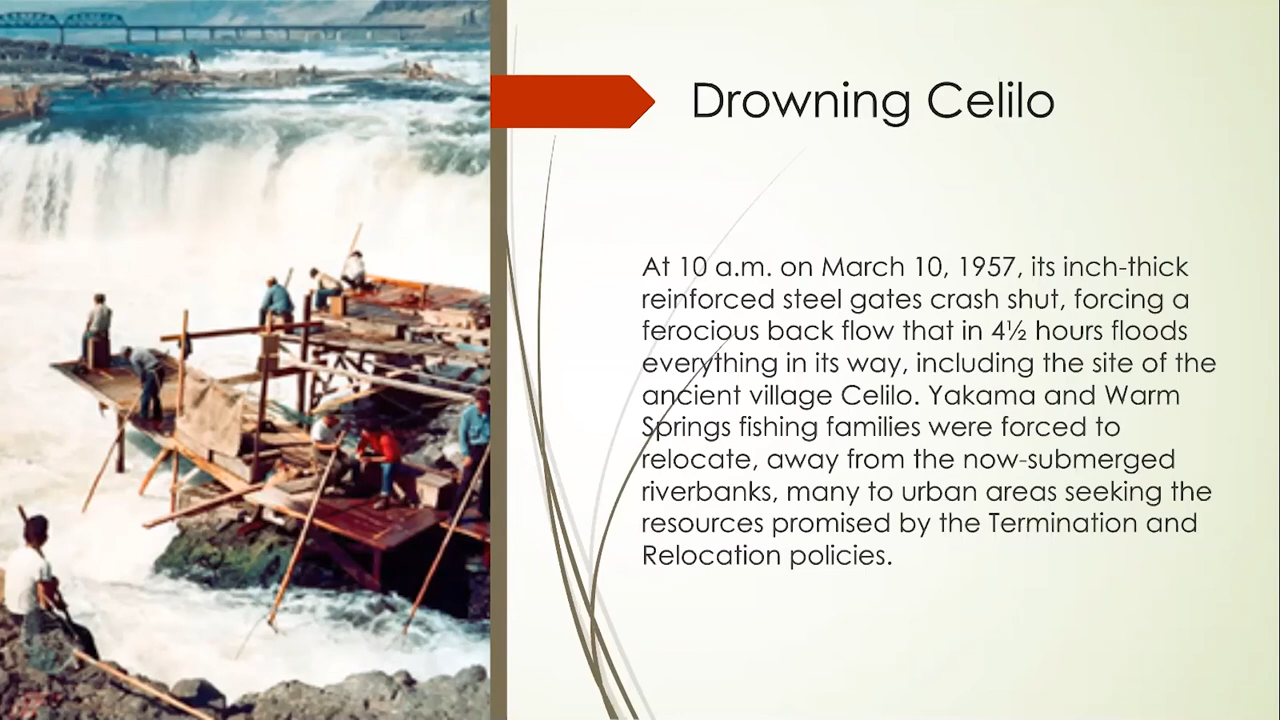 Drowning Celilo
At 10 a.m. on March 10, 1957, its inch-thick
reinforced steel gates crash shut, forcing a
ferocious back flow that in 4½ hours floods
everything in its way, including the site of the
ancient village Celilo. Yakama and Warm
Springs fishing families were forced to
relocate, away from the now-submerged
riverbanks, many to urban areas seeking the
resources promised by the Termination and
Relocation policies.